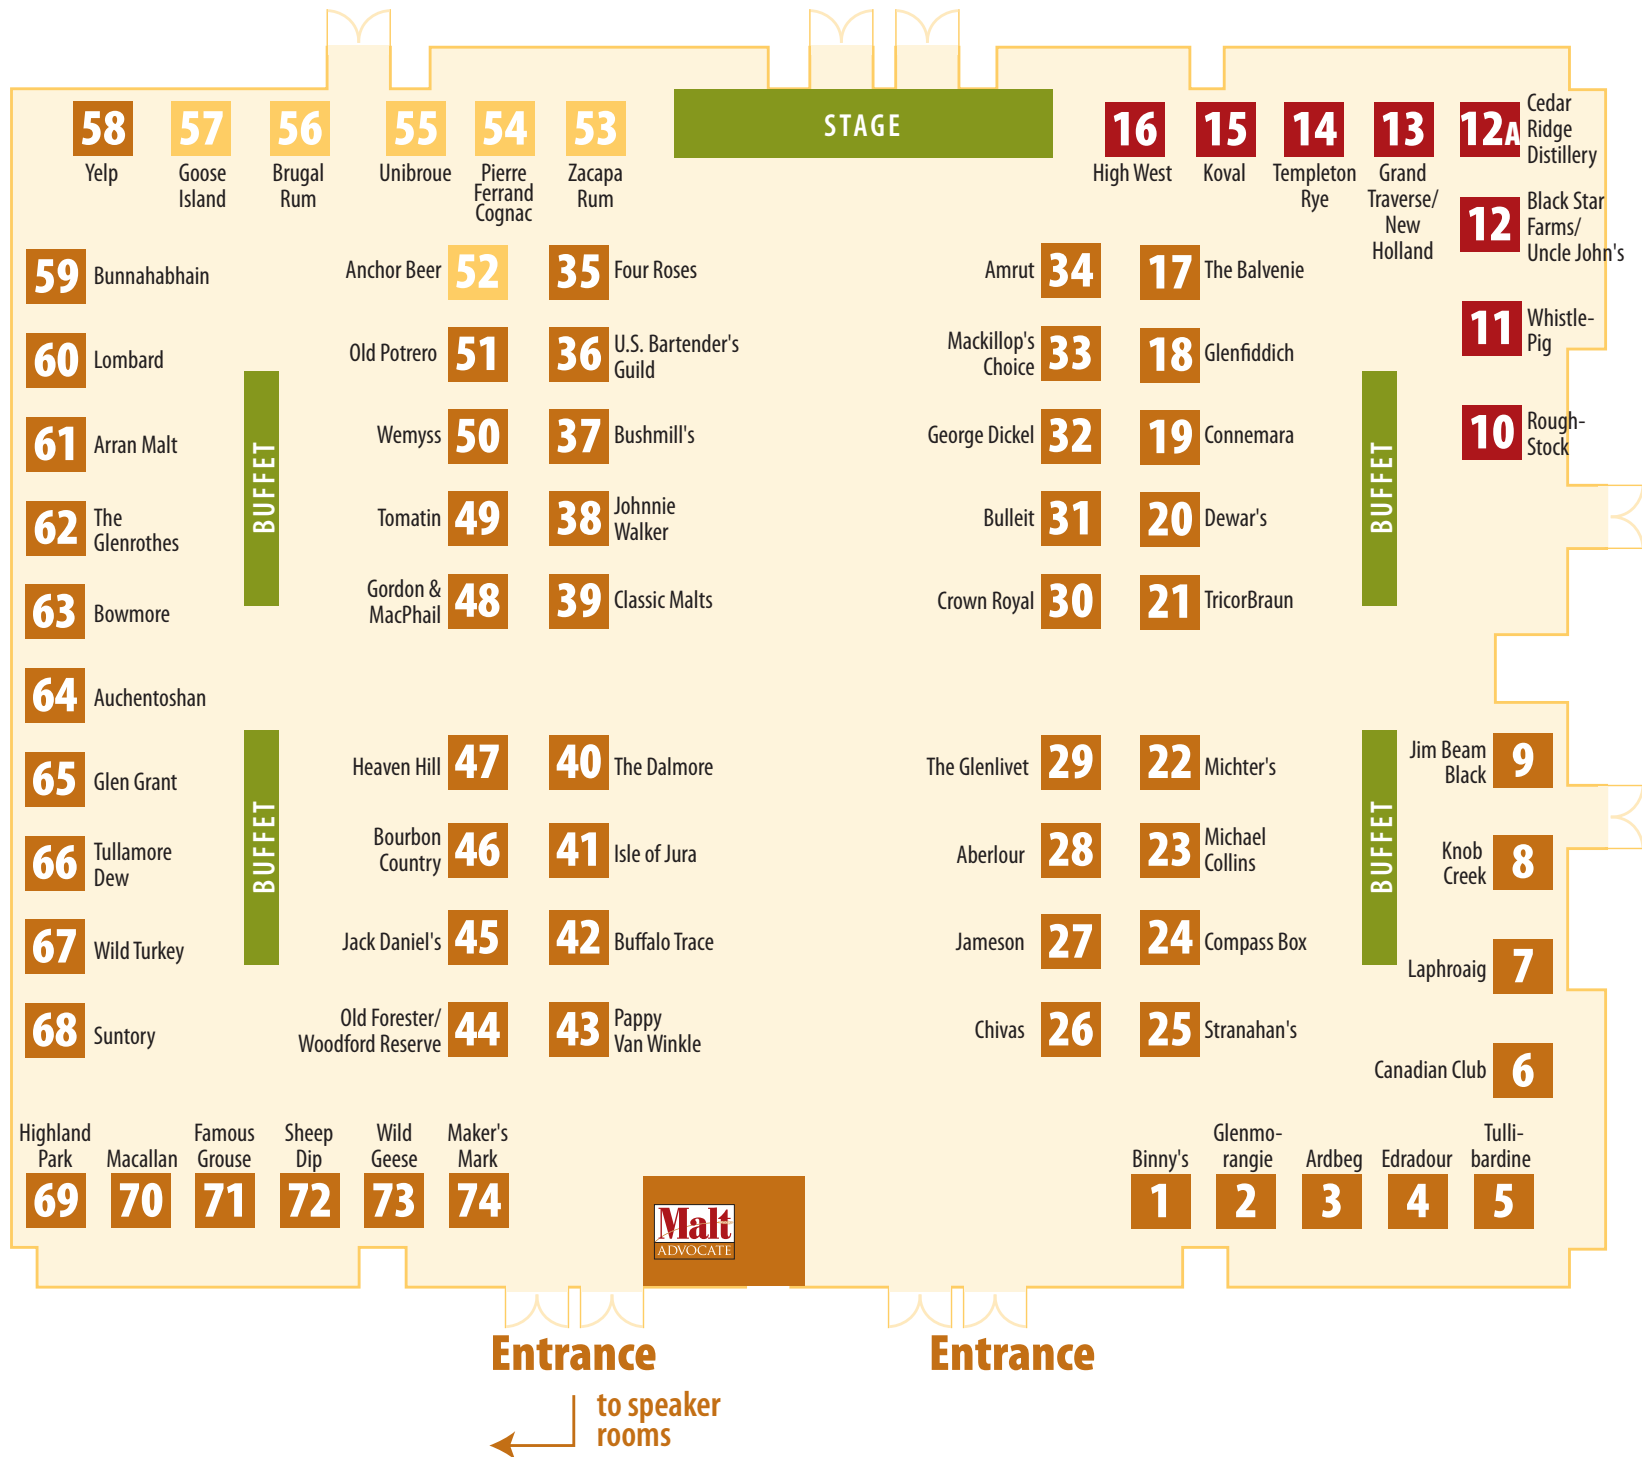 STAGE
58
Yelp
57
Goose
Island
56
Brugal
Rum
55
Unibroue
54
Pierre
Ferrand
Cognac
53
Zacapa
Rum
16
High West
15
Koval
14
Templeton
Rye
13
Grand
Traverse/
New
Holland
12A
Cedar
Ridge
Distillery
12
Black Star
Farms/
Uncle John's
11
Whistle-
Pig
10
Rough-
Stock
59
Bunnahabhain
60
Lombard
61
Arran Malt
62
The
Glenrothes
63
Bowmore
64
Auchentoshan
65
Glen Grant
66
Tullamore
Dew
67
Wild Turkey
68
Suntory
BUFFET
BUFFET
Anchor Beer
52
Old Potrero
51
Wemyss
50
Tomatin
49
Gordon &
MacPhail
48
Heaven Hill
47
Bourbon
Country
46
Jack Daniel's
45
Old Forester/
Woodford Reserve
44
35
Four Roses
36
U.S. Bartender's
Guild
37
Bushmill's
38
Johnnie
Walker
39
Classic Malts
40
The Dalmore
41
Isle of Jura
42
Buffalo Trace
43
Pappy
Van Winkle
Amrut
34
Mackillop's
Choice
33
George Dickel
32
Bulleit
31
Crown Royal
30
The Glenlivet
29
Aberlour
28
Jameson
27
Chivas
26
17
The Balvenie
18
Glenfiddich
19
Connemara
20
Dewar's
21
TricorBraun
22
Michter's
23
Michael
Collins
24
Compass Box
25
Stranahan's
BUFFET
BUFFET
Jim Beam
Black
9
Knob
Creek
8
Laphroaig
7
Canadian Club
6
Highland
Park
69
Macallan
70
Famous
Grouse
71
Sheep
Dip
72
Wild
Geese
73
Maker's
Mark
74
Malt
ADVOCATE
Binny's
1
Glenmo-
rangie
2
Ardbeg
3
Edradour
4
Tulli-
bardine
5
Entrance
Entrance
to speaker
rooms